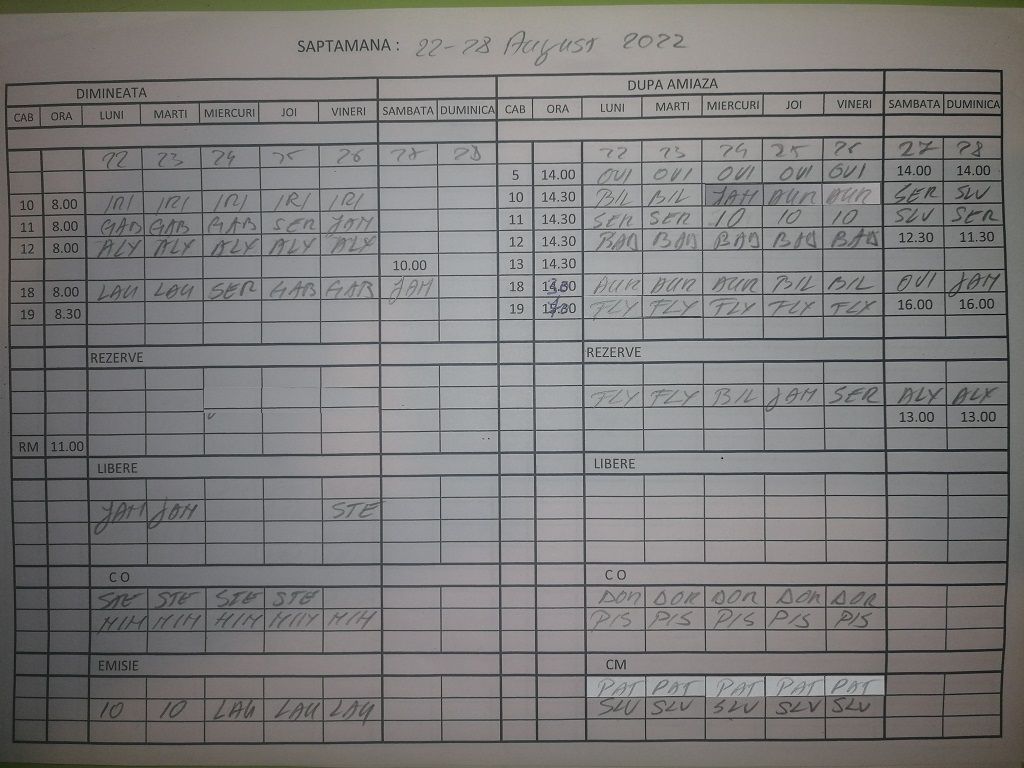 SAPTAMANA : 22-28 August 2022
DIMINEATA DUPA AMIAZA
CAB ORA LUNI MARTI MIERCURI JOI VINERI SAMBATA DUMINICA CAB ORA LUNI MARTI MIERCURI JOI VINERI SAMBATA DUMINICA
22 23 24 25 26 27 28 22 23 24 25 26 27 28
5 14.00 OVI OVI OVI OVI OVI 14.00 14.00
10 8.00 IRI IRI IRI IRI IRI 10 14.30 BIL BIL JAM AUR AUR SER SLV
11 8.00 GAB GAB GAB SER JAM 11 14.30 SER SER 10 10 10 SLV SER
12 8.00 ALY ALY ALY ALY ALY 12 14.30 BAD BAD BAD BAD BAD 12.30 11.30
10.00 13 14.30
18 8.00 LAU LAU SER GAB GAB JAM 18 AUR AUR AUR BIL BIL OVI JAM
19 8.30 19 FLY FLY FLY FLY FLY 16.00 16.00
REZERVE REZERVE
FLY FLY BIL JAM SER ALY ALY
13.00 13.00
RM 11.00
LIBERE LIBERE
JAM JAM STE
C O C O
STE STE STE STE DOR DOR DOR DOR DOR
MIH MIH MIH MIH MIH PIS PIS PIS PIS PIS
EMISIE CM
PAT PAT PAT PAT PAT
10 10 LAU LAU LAU SLV SLV SLV SLV SLV